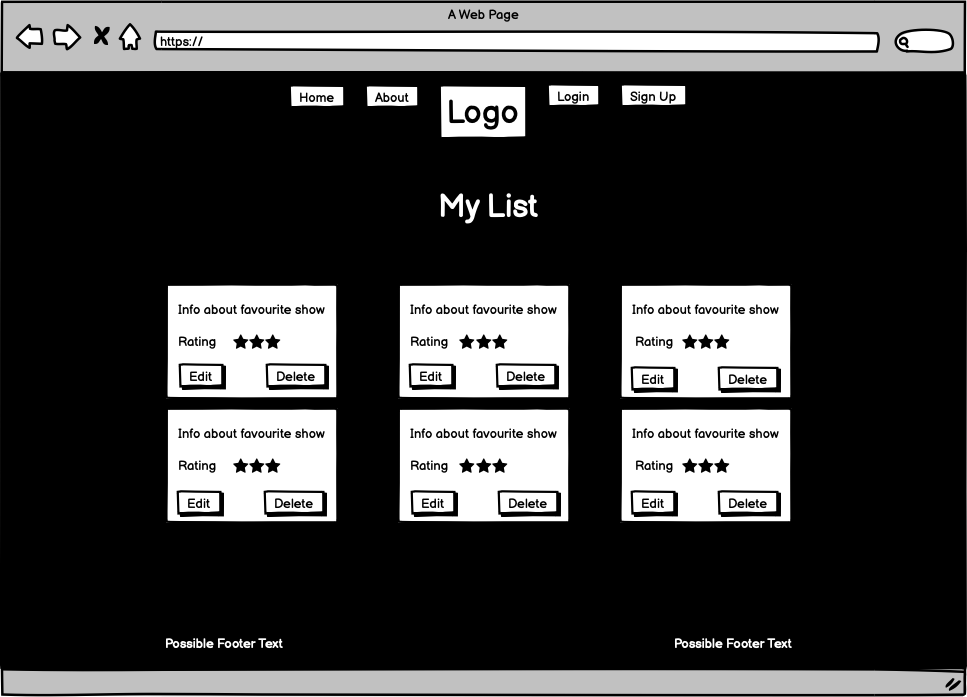 A Web Page
https://
Home About Logo Login Sign Up
My List
Info about favourite show Info about favourite show Info about favourite show
Rating Rating Rating
Edit Delete Edit Delete Edit Delete
Info about favourite show Info about favourite show Info about favourite show
Rating Rating Rating
Edit Delete Edit Delete Edit Delete
Possible Footer Text Possible Footer Text